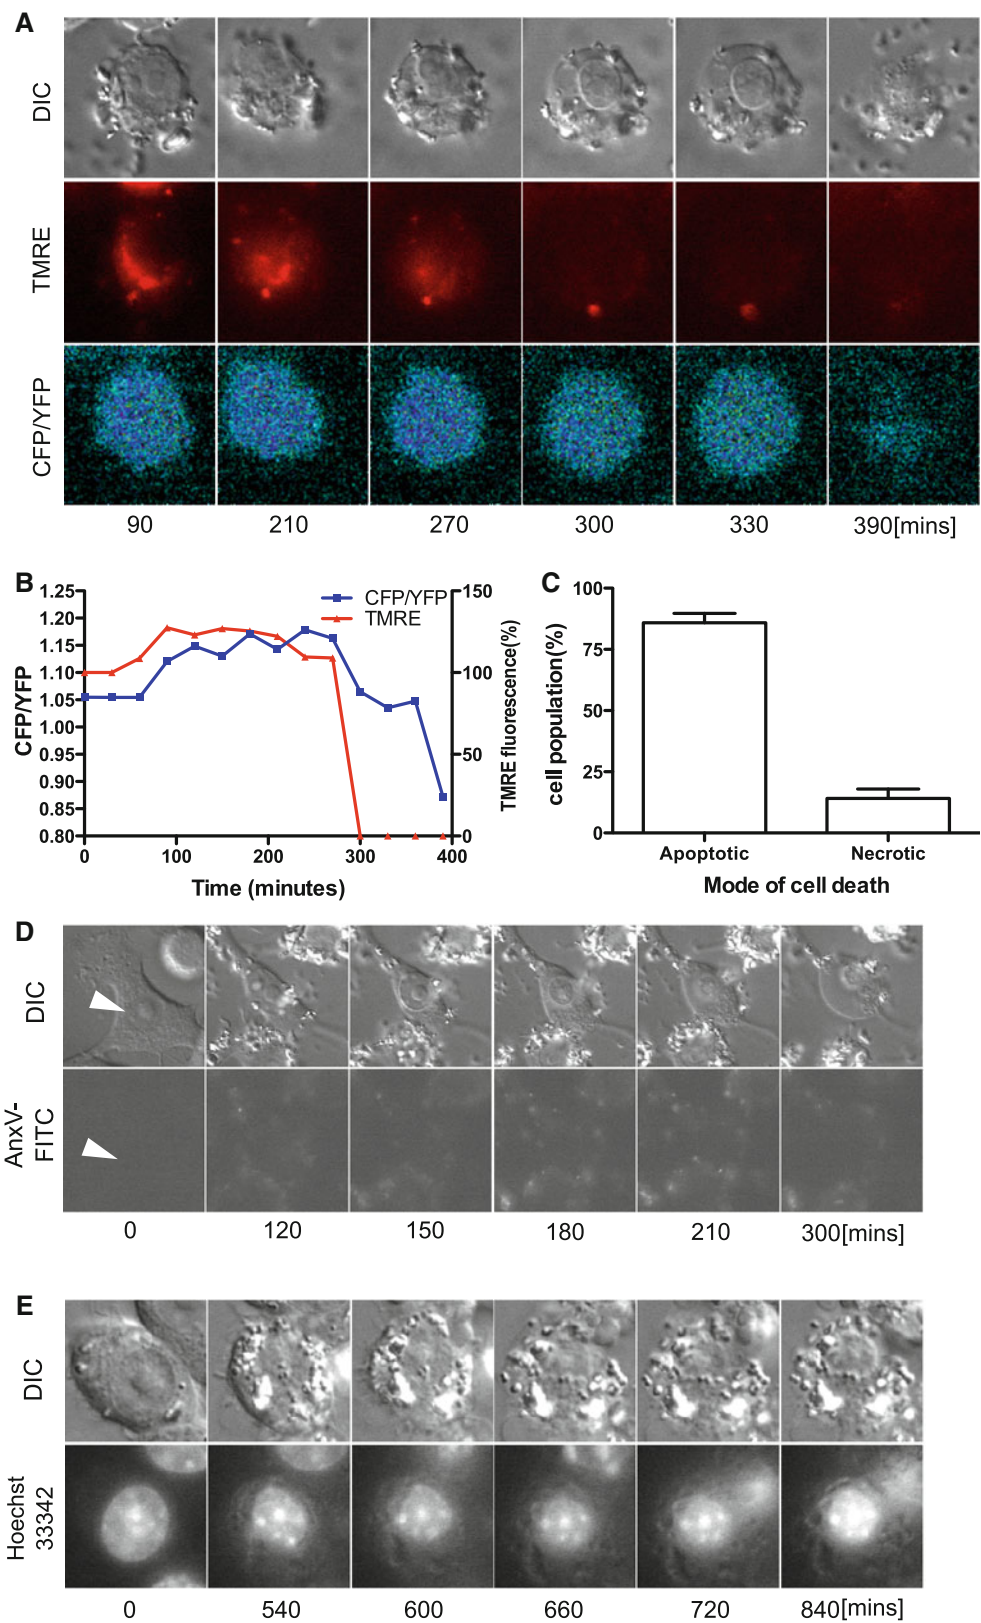 A
DIC
TMRE
CFP/YFP
90 210 270 300 330 390[mins]
B
1.25
1.20
1.15
1.10
1.05
1.00
0.95
0.90
0.85
0.80
CFP/YFP
150
100
50
0
TMRE fluorescence(%)
CFP/YFP
TMRE
0 100 200 300 400
Time (minutes)
C
100
75
50
25
0
cell population(%)
Apoptotic Necrotic
Mode of cell death
D
DIC
AnxV-
FITC
0 120 150 180 210 300[mins]
E
DIC
Hoechst
33342
0 540 600 660 720 840[mins]